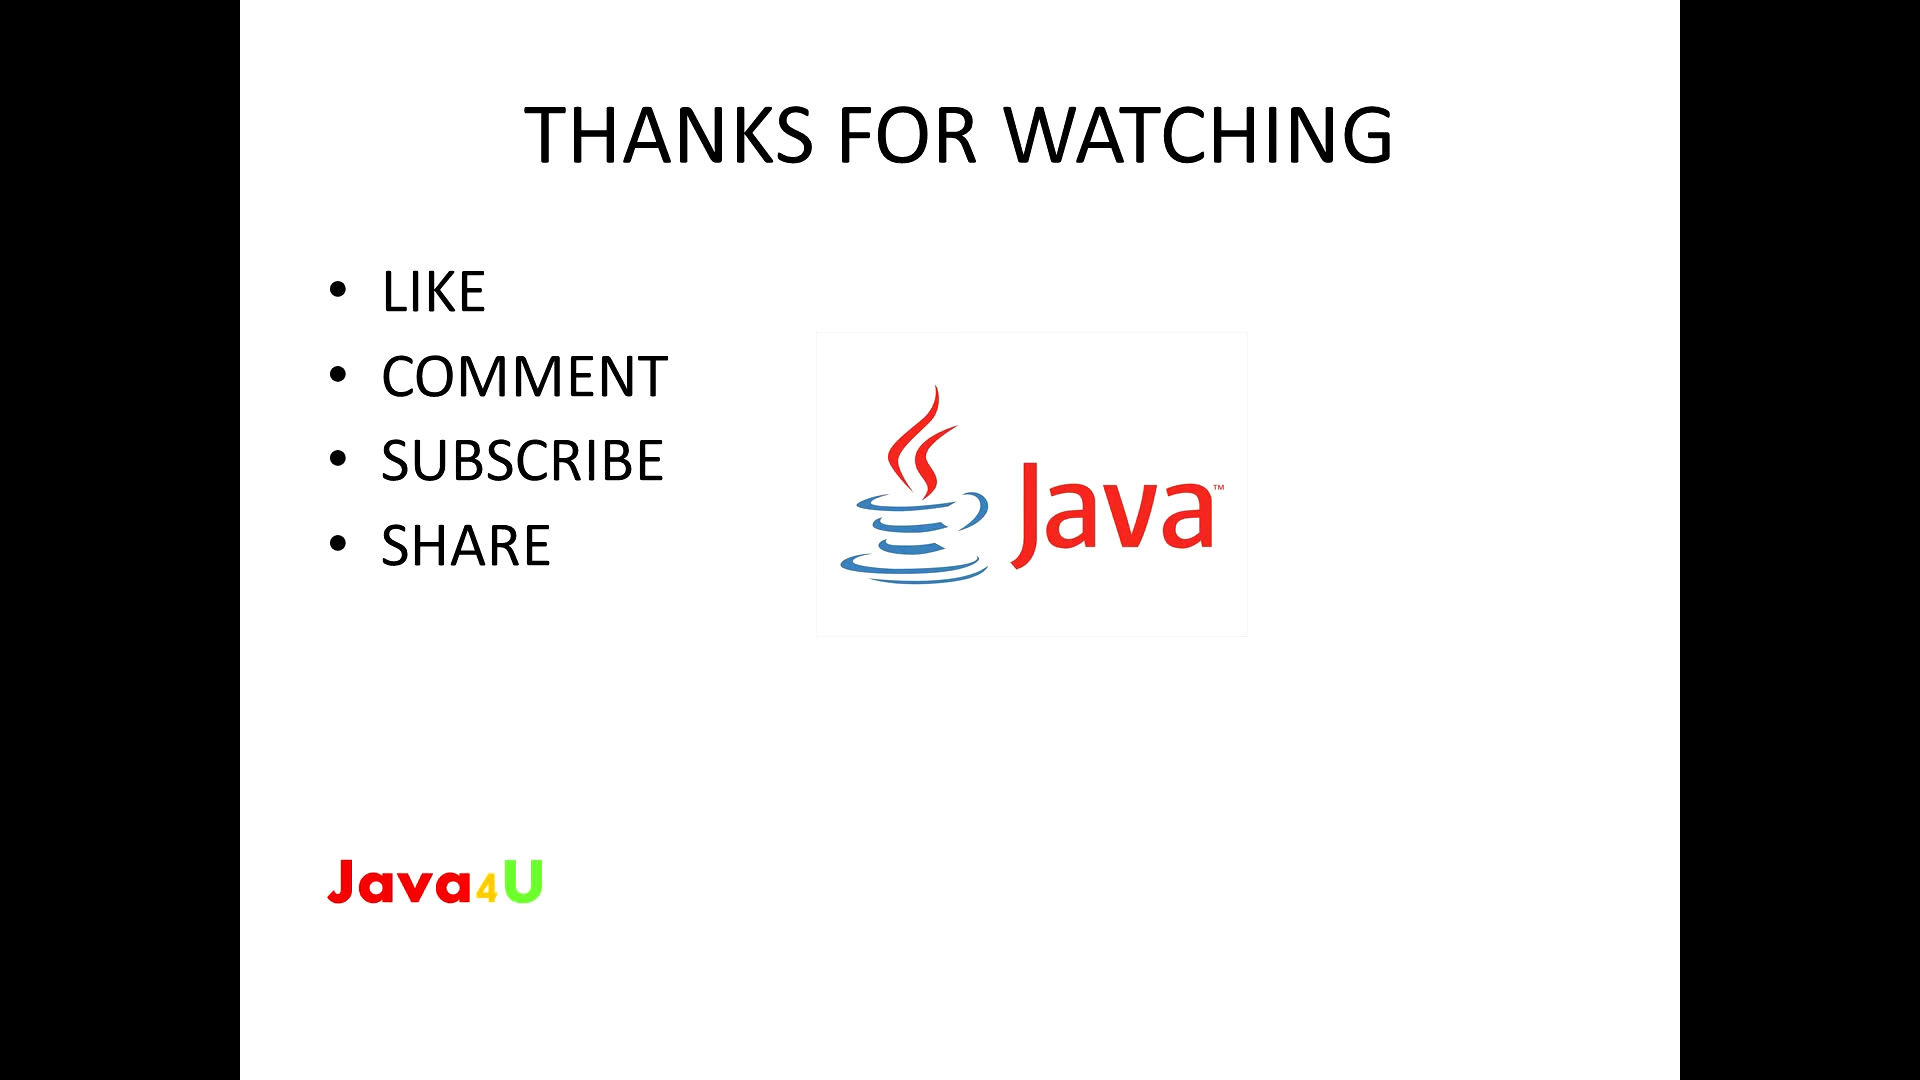 THANKS FOR WATCHING
• LIKE
• COMMENT
• SUBSCRIBE
• SHARE
Java™
Java4U